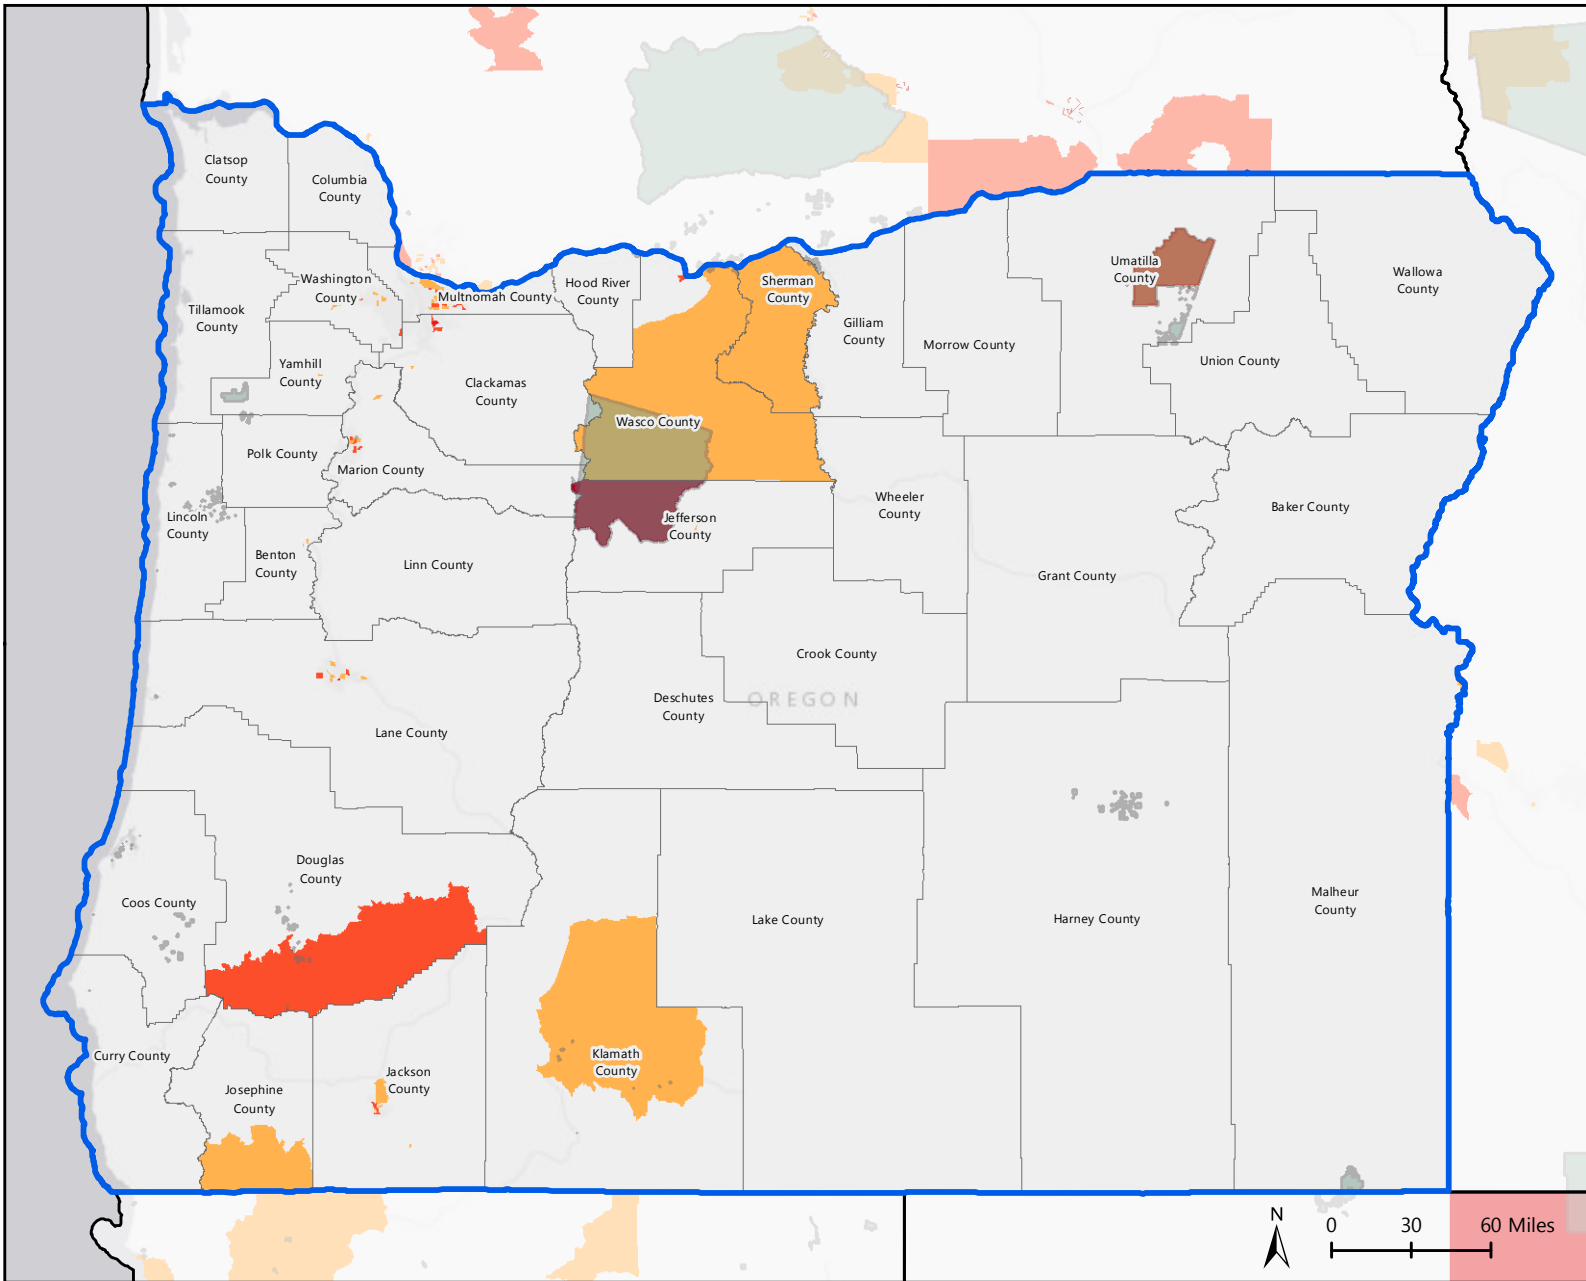 Clatsop
County
Columbia
County
Washington
County
Multnomah County
Hood River
County
Sherman
County
Umatilla
County
Wallowa
County
Tillamook
County
Gilliam
County
Morrow County
Union County
Yamhill
County
Clackamas
County
Wasco County
Polk County
Marion County
Wheeler
County
Baker County
Lincoln
County
Jefferson
County
Benton
County
Linn County
Grant County
Crook County
Deschutes
County
OREGON
Lane County
Douglas
County
Coos County
Lake County
Harney County
Malheur
County
Curry County
Klamath
County
Jackson
County
Josephine
County
N
0 30 60 Miles